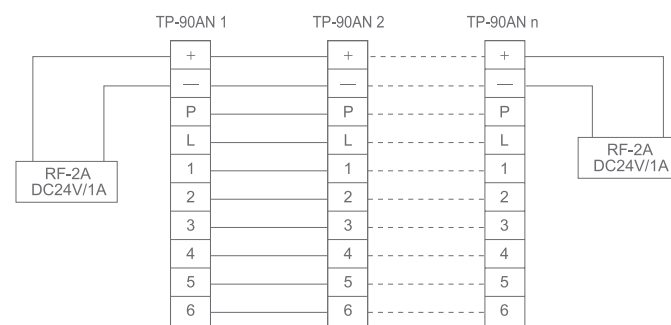 TP-90AN 1 TP-90AN 2 TP-90AN n
+ + +
— — —
P P P
L L L
RF-2A
DC24V/1A
RF-2A
DC24V/1A
1 1 1
2 2 2
3 3 3
4 4 4
5 5 5
6 6 6